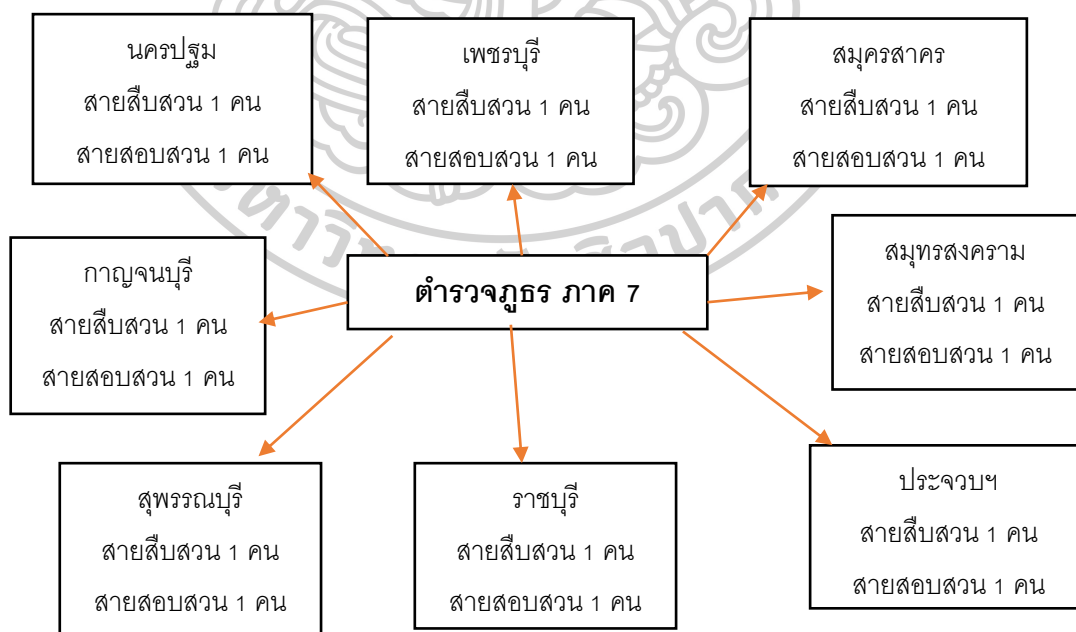 นครปฐม
สายสืบสวน 1 คน
สายสอบสวน 1 คน
เพชรบุรี
สายสืบสวน 1 คน
สายสอบสวน 1 คน
สมุครสาคร
สายสืบสวน 1 คน
สายสอบสวน 1 คน
กาญจนบุรี
สายสืบสวน 1 คน
สายสอบสวน 1 คน
ตำรวจภูธร ภาค 7
สมุทรสงคราม
สายสืบสวน 1 คน
สายสอบสวน 1 คน
สุพรรณบุรี
สายสืบสวน 1 คน
สายสอบสวน 1 คน
ราชบุรี
สายสืบสวน 1 คน
สายสอบสวน 1 คน
ประจวบฯ
สายสืบสวน 1 คน
สายสอบสวน 1 คน